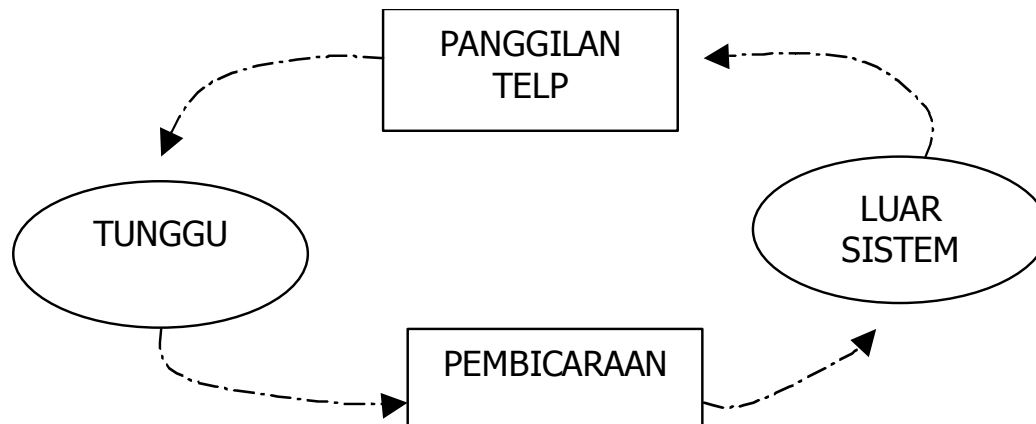 PANGGILAN
TELP
TUNGGU
LUAR
SISTEM
PEMBICARAAN